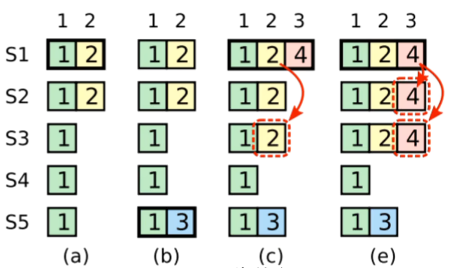 1 2 1 2 1 2 3 1 2 3
S1 1 2 1 2 1 2 4 1 2 4
S2 1 2 1 2 1 2 1 2 4
S3 1 1 1 2 1 2 4
S4 1 1 1 1
S5 1 1 3 1 3 1 3
(a) (b) (c) (e)